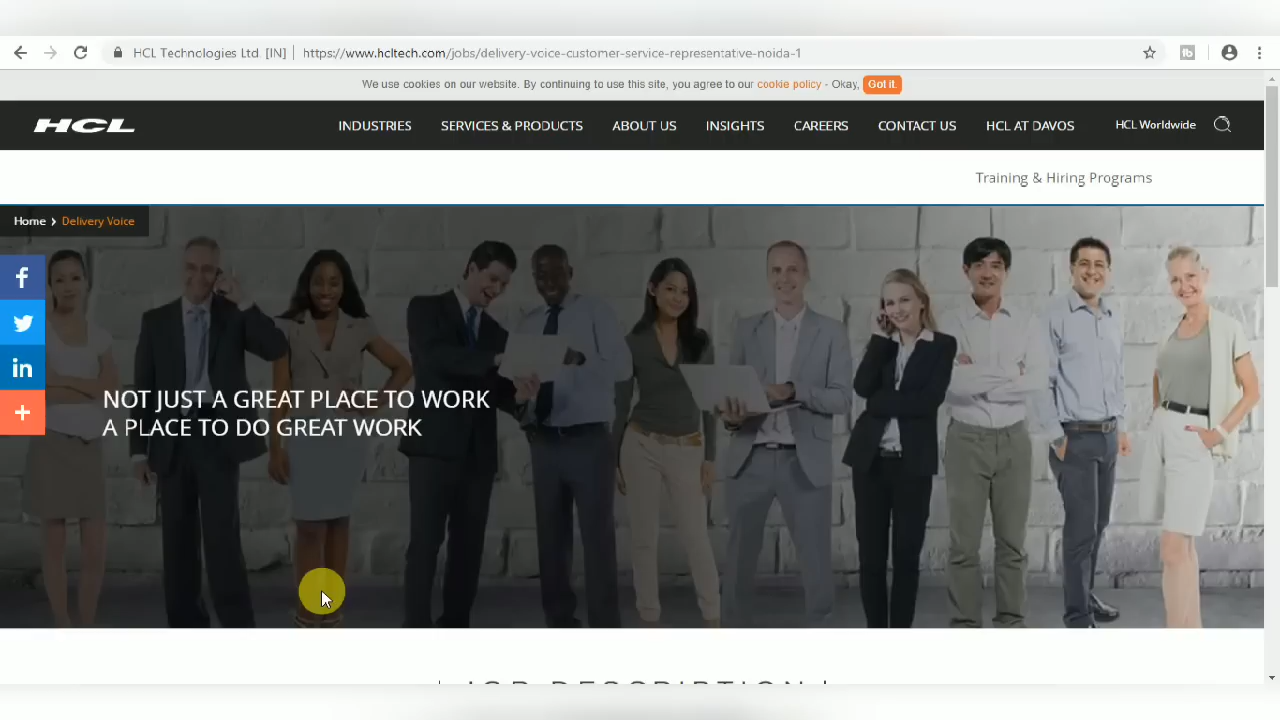 HCL Technologies Ltd. [IN] | https://www.hcltech.com/jobs/delivery-voice-customer-service-representative-noida-1
We use cookies on our website. By continuing to use this site, you agree to our cookie policy - Okay, Got it.
HCL INDUSTRIES SERVICES & PRODUCTS ABOUT US INSIGHTS CAREERS CONTACT US HCL AT DAVOS HCL Worldwide
Training & Hiring Programs
Home > Delivery Voice
NOT JUST A GREAT PLACE TO WORK
A PLACE TO DO GREAT WORK
JOB DESCRIPTION